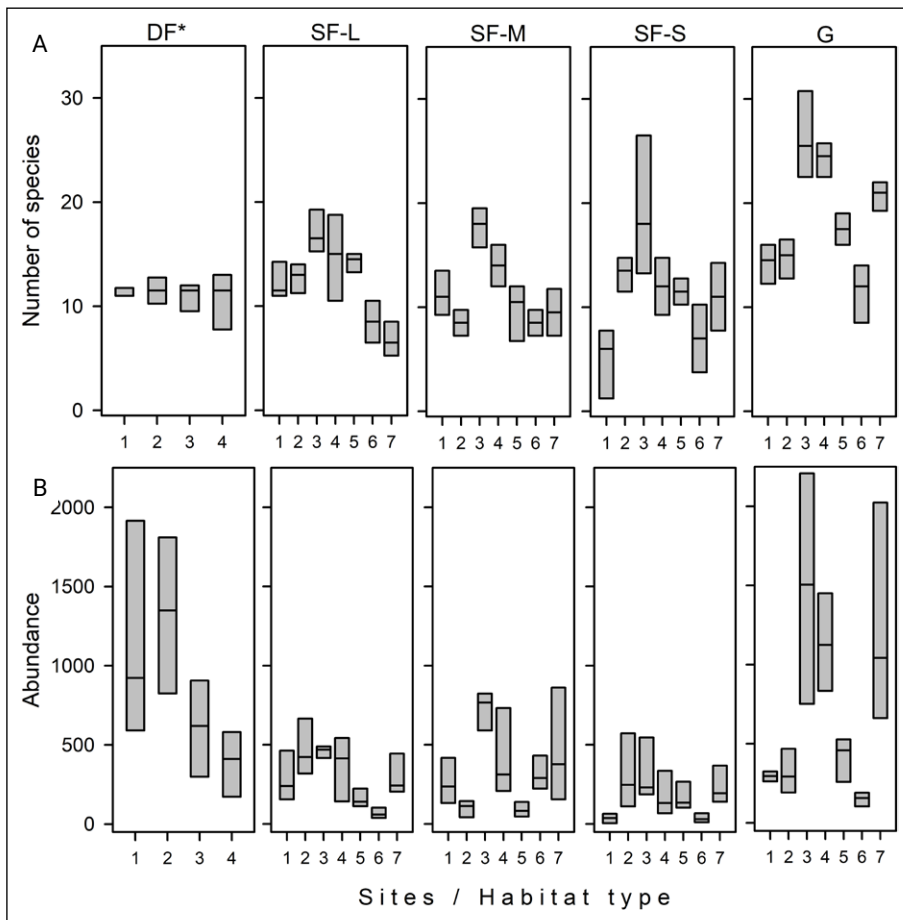 A
DF* SF-L SF-M SF-S G
Number of species
30
20
10
0
1 2 3 4 1 2 3 4 5 6 7 1 2 3 4 5 6 7 1 2 3 4 5 6 7 1 2 3 4 5 6 7
B
Abundance
2000
1500
1000
500
0
1 2 3 4 1 2 3 4 5 6 7 1 2 3 4 5 6 7 1 2 3 4 5 6 7 1 2 3 4 5 6 7
Sites / Habitat type